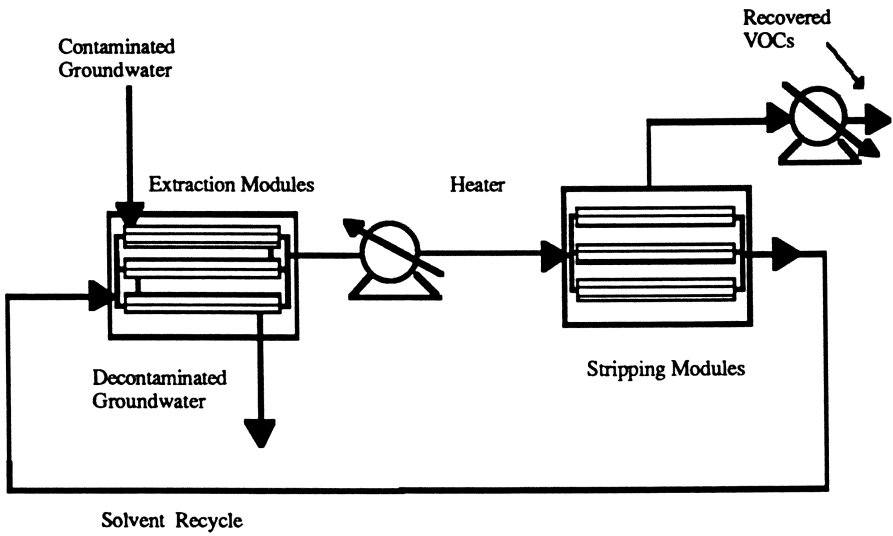 Recovered
VOCs
Contaminated
Groundwater
Extraction Modules
Heater
Decontaminated
Groundwater
Stripping Modules
Solvent Recycle